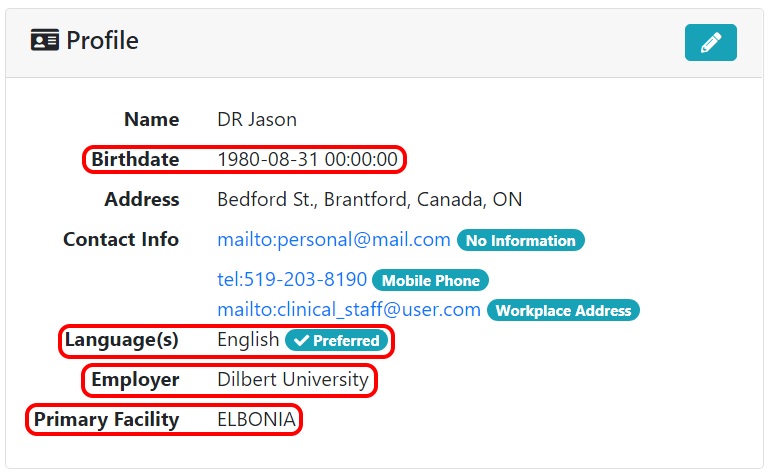 Profile
Name DR Jason
Birthdate 1980-08-31 00:00:00
Address Bedford St., Brantford, Canada, ON
Contact Info mailto:personal@mail.com No Information
tel:519-203-8190 Mobile Phone
mailto:clinical_staff@user.com Workplace Address
Language(s) English Preferred
Employer Dilbert University
Primary Facility ELBONIA